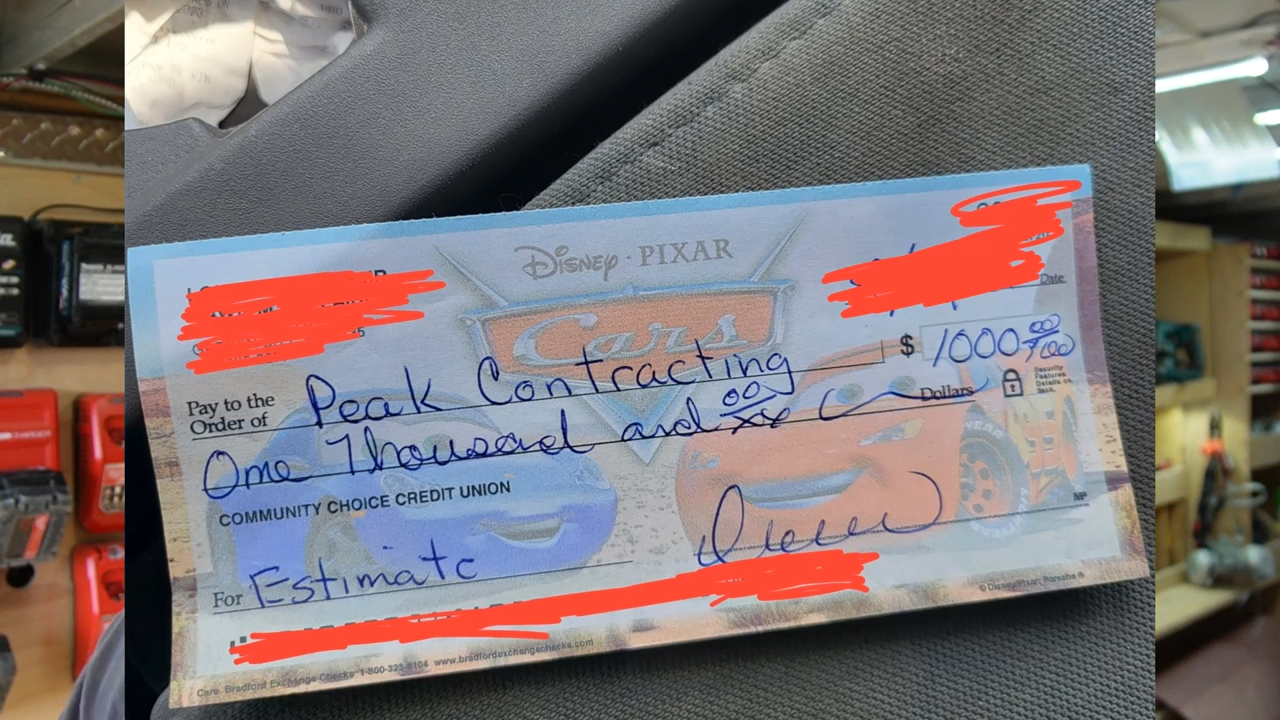 Disney · PIXAR
Cars
Date
Pay to the
Order of Peak Contracting $ 1000 00/100
One Thousand and 00/xx Dollars
Security
Features
Details on
Back.
COMMUNITY CHOICE CREDIT UNION
NP
For Estimate
© Disney/Pixar; Porsche ®
Cars Bradford Exchange Checks 1-800-323-8104 www.bradfordexchangechecks.com